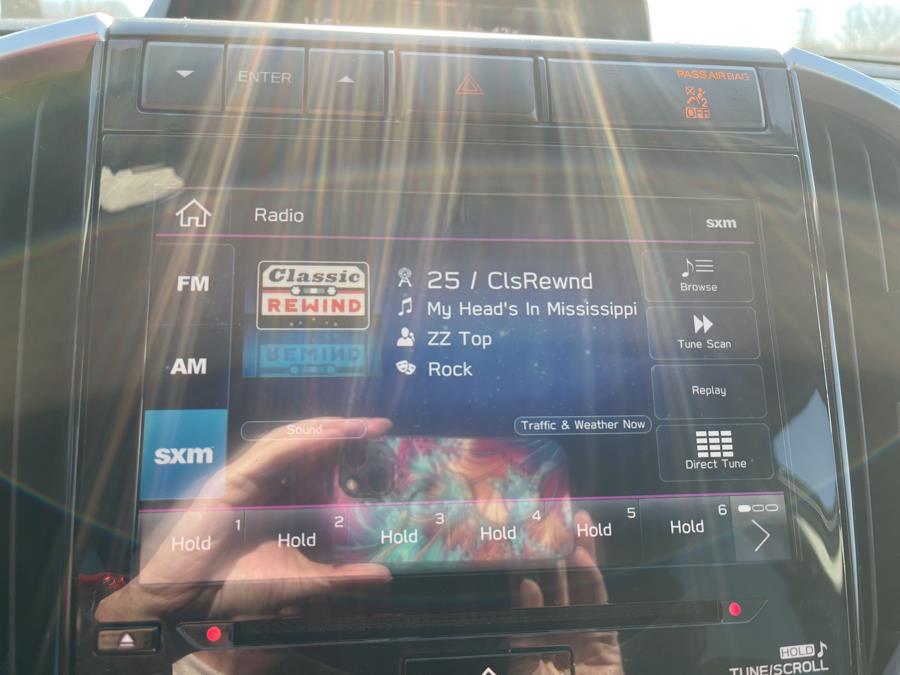 ENTER
PASS AIR BAG
2
OFF
Radio
sxm
FM
AM
sxm
Classic
REWIND
25 / ClsRewnd
My Head's In Mississippi
ZZ Top
Rock
Browse
Tune Scan
Replay
Direct Tune
Sound
Traffic & Weather Now
1 Hold
2 Hold
3 Hold
4 Hold
5 Hold
6 Hold
HOLD
TUNE/SCROLL